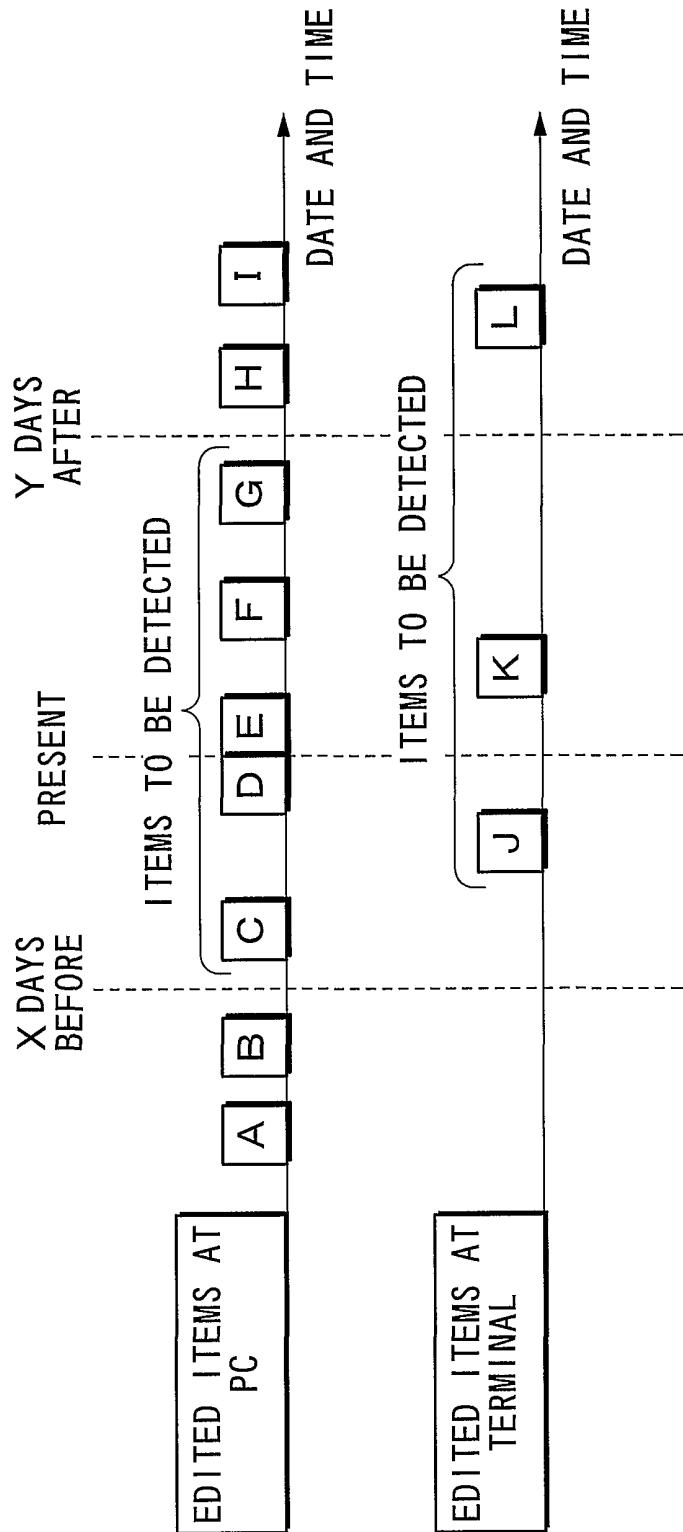 X DAYS
BEFORE
PRESENT
Y DAYS
AFTER
ITEMS TO BE DETECTED
EDITED ITEMS AT
PC
A
B
C
D
E
F
G
H
I
DATE AND TIME
ITEMS TO BE DETECTED
EDITED ITEMS AT
TERMINAL
J
K
L
DATE AND TIME